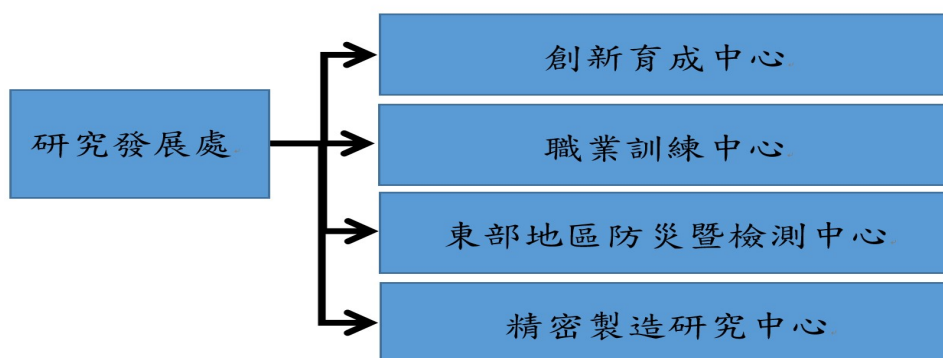 創新育成中心
研究發展處
職業訓練中心
東部地區防災暨檢測中心
精密製造研究中心